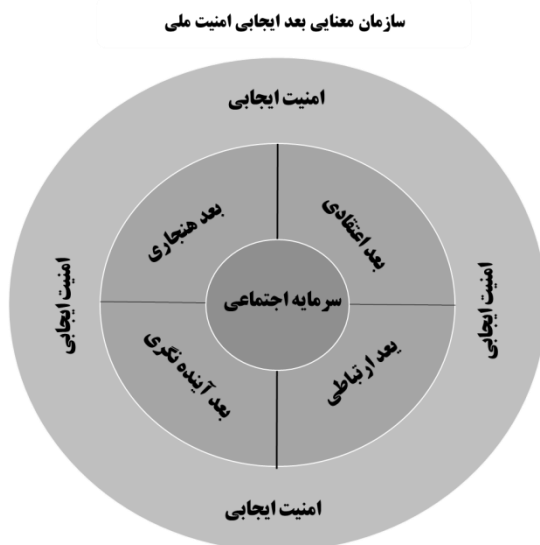 سازمان معنایی بعد ایجابی امنیت ملی
امنیت ایجابی
بعد اعتقادی
بعد هنجاری
امنیت ایجابی
سرمایه اجتماعی
امنیت ایجابی
یعد ارتباطی
بعد آینده نگری
امنیت ایجابی